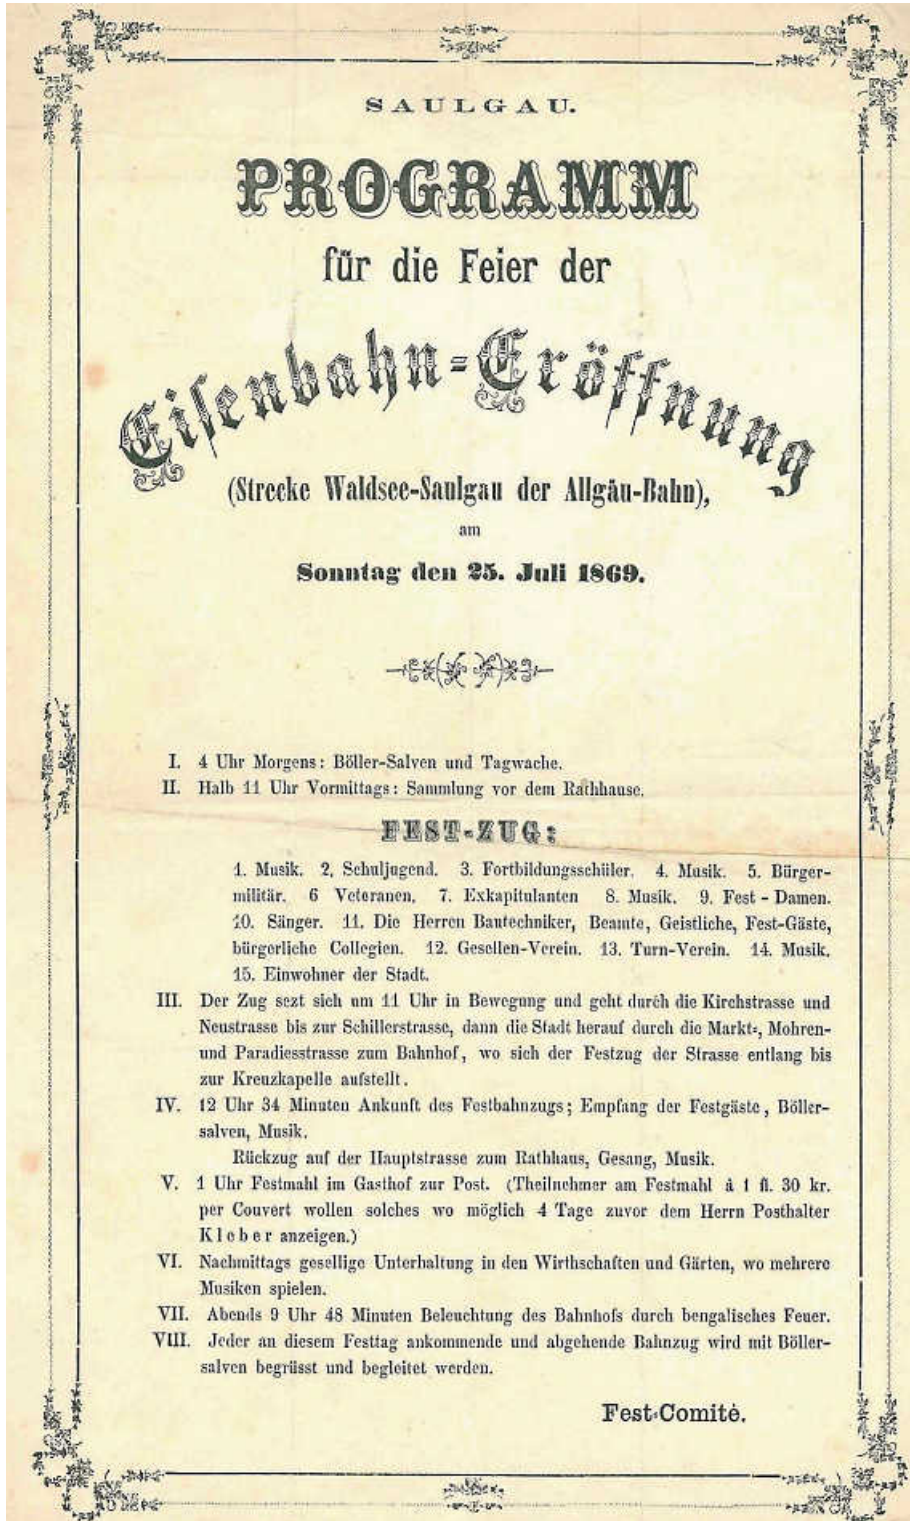 SAULGAU.
PROGRAMM
für die Feier der
Eiſenbahn=Eröffnung
(Strecke Waldsee-Saulgau der Allgäu-Bahn),
am
Sonntag den 25. Juli 1869.
I. 4 Uhr Morgens: Böller-Salven und Tagwache.
II. Halb 11 Uhr Vormittags: Sammlung vor dem Rathhause.
FEST-ZUG:
1. Musik. 2. Schuljugend. 3. Fortbildungsschüler. 4. Musik. 5. Bürger-
militär. 6 Veteranen. 7. Exkapitulanten 8. Musik. 9. Fest-Damen.
10. Sänger. 11. Die Herren Bautechniker, Beamte, Geistliche, Fest-Gäste,
bürgerliche Collegien. 12. Gesellen-Verein. 13. Turn-Verein. 14. Musik.
15. Einwohner der Stadt.
III. Der Zug sezt sich um 11 Uhr in Bewegung und geht durch die Kirchstrasse und
Neustrasse bis zur Schillerstrasse, dann die Stadt herauf durch die Markt-, Mohren-
und Paradiesstrasse zum Bahnhof, wo sich der Festzug der Strasse entlang bis
zur Kreuzkapelle aufstellt.
IV. 12 Uhr 34 Minuten Ankunft des Festbahnzugs; Empfang der Festgäste, Böller-
salven, Musik.
Rückzug auf der Hauptstrasse zum Rathhaus, Gesang, Musik.
V. 1 Uhr Festmahl im Gasthof zur Post. (Theilnehmer am Festmahl à 1 fl. 30 kr.
per Couvert wollen solches wo möglich 4 Tage zuvor dem Herrn Posthalter
Kleber anzeigen.)
VI. Nachmittags gesellige Unterhaltung in den Wirthschaften und Gärten, wo mehrere
Musiken spielen.
VII. Abends 9 Uhr 48 Minuten Beleuchtung des Bahnhofs durch bengalisches Feuer.
VIII. Jeder an diesem Festtag ankommende und abgehende Bahnzug wird mit Böller-
salven begrüsst und begleitet werden.
Fest-Comité.